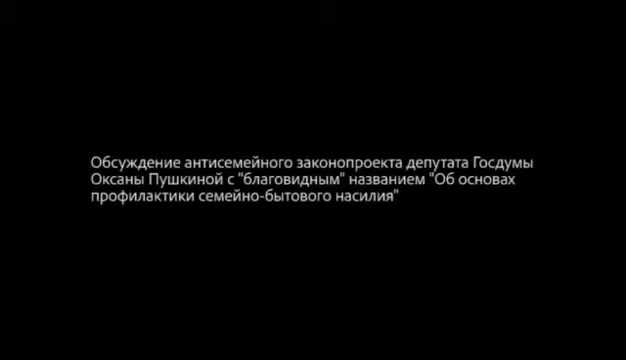 Обсуждение антисемейного законопроекта депутата Госдумы
Оксаны Пушкиной с "благовидным" названием "Об основах
профилактики семейно-бытового насилия"